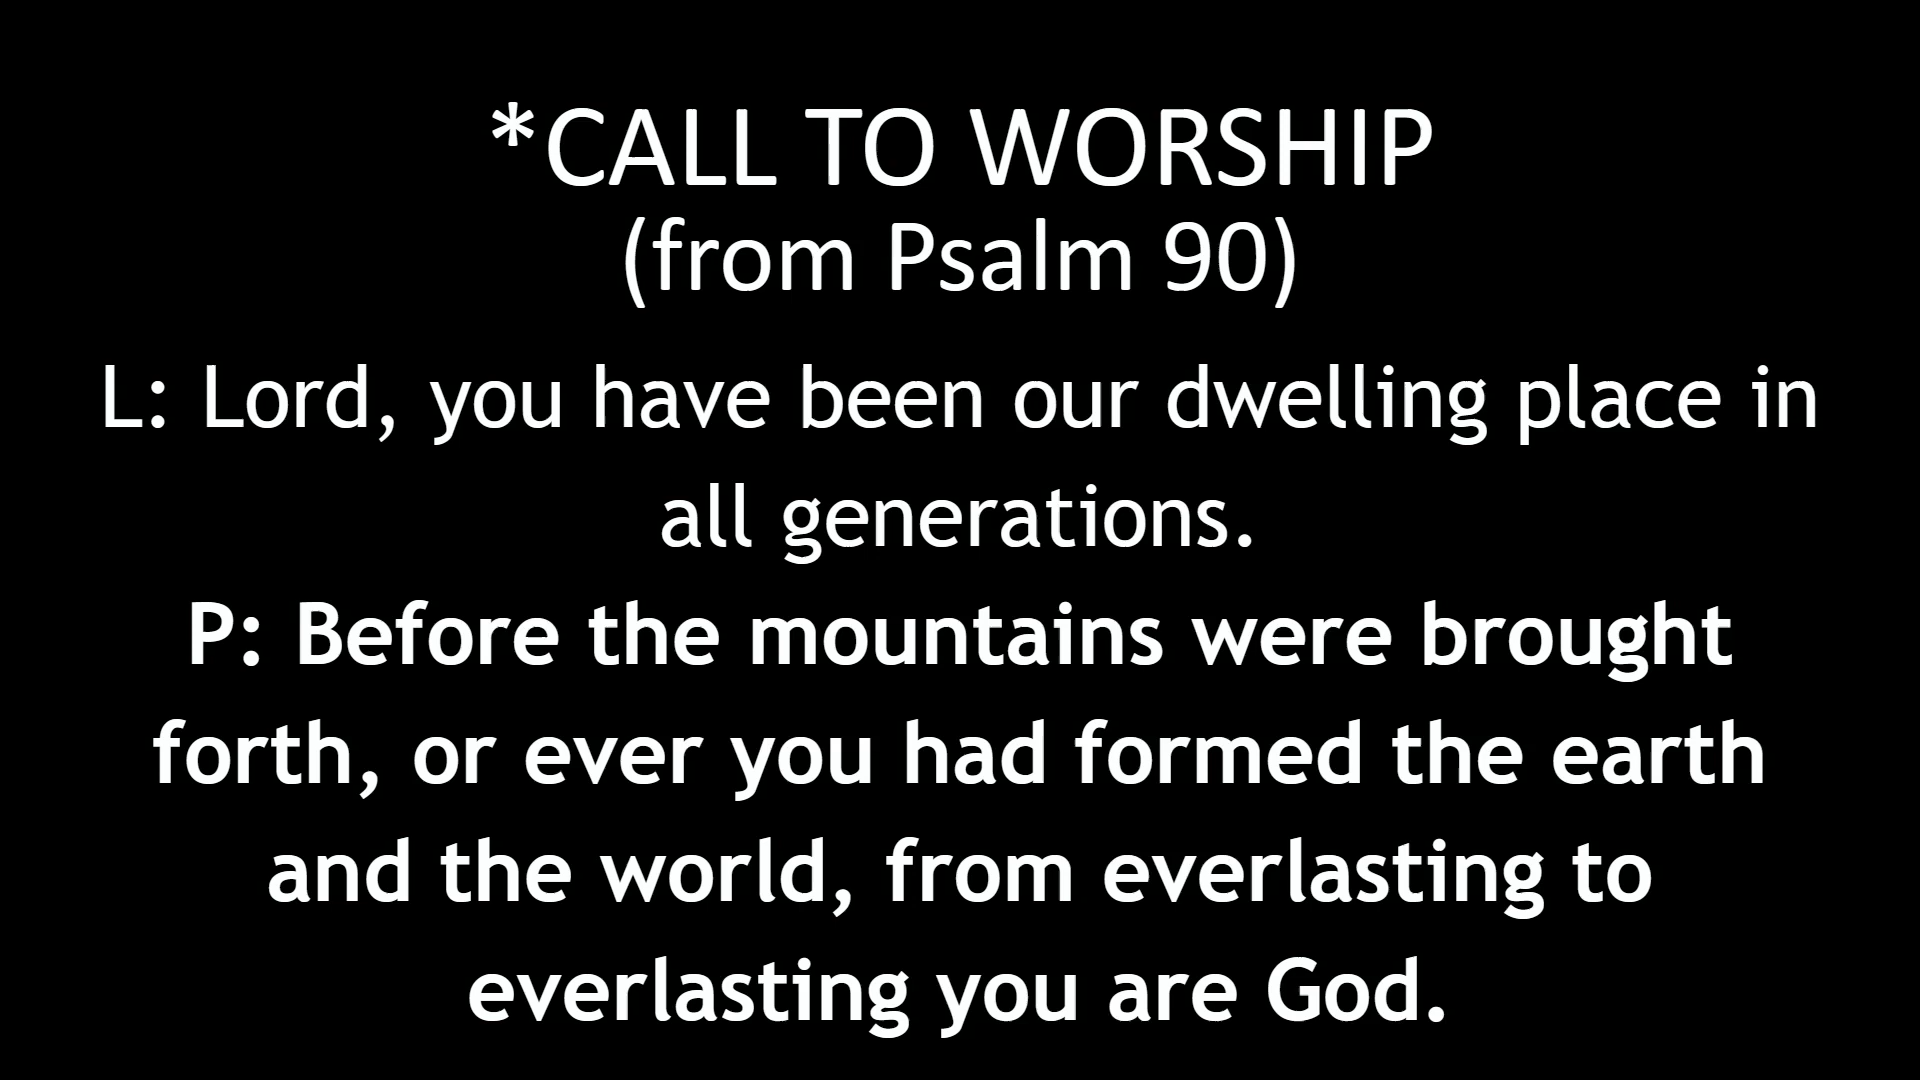 *CALL TO WORSHIP
(from Psalm 90)
L: Lord, you have been our dwelling place in
all generations.
P: Before the mountains were brought
forth, or ever you had formed the earth
and the world, from everlasting to
everlasting you are God.